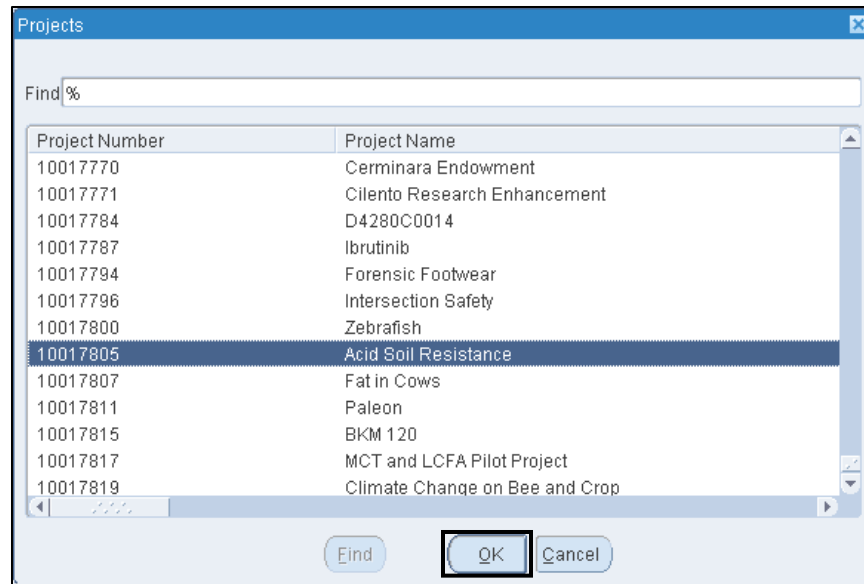 Projects
Find %
Project Number Project Name
10017770 Cerminara Endowment
10017771 Cilento Research Enhancement
10017784 D4280C0014
10017787 Ibrutinib
10017794 Forensic Footwear
10017796 Intersection Safety
10017800 Zebrafish
10017805 Acid Soil Resistance
10017807 Fat in Cows
10017811 Paleon
10017815 BKM 120
10017817 MCT and LCFA Pilot Project
10017819 Climate Change on Bee and Crop
Find OK Cancel